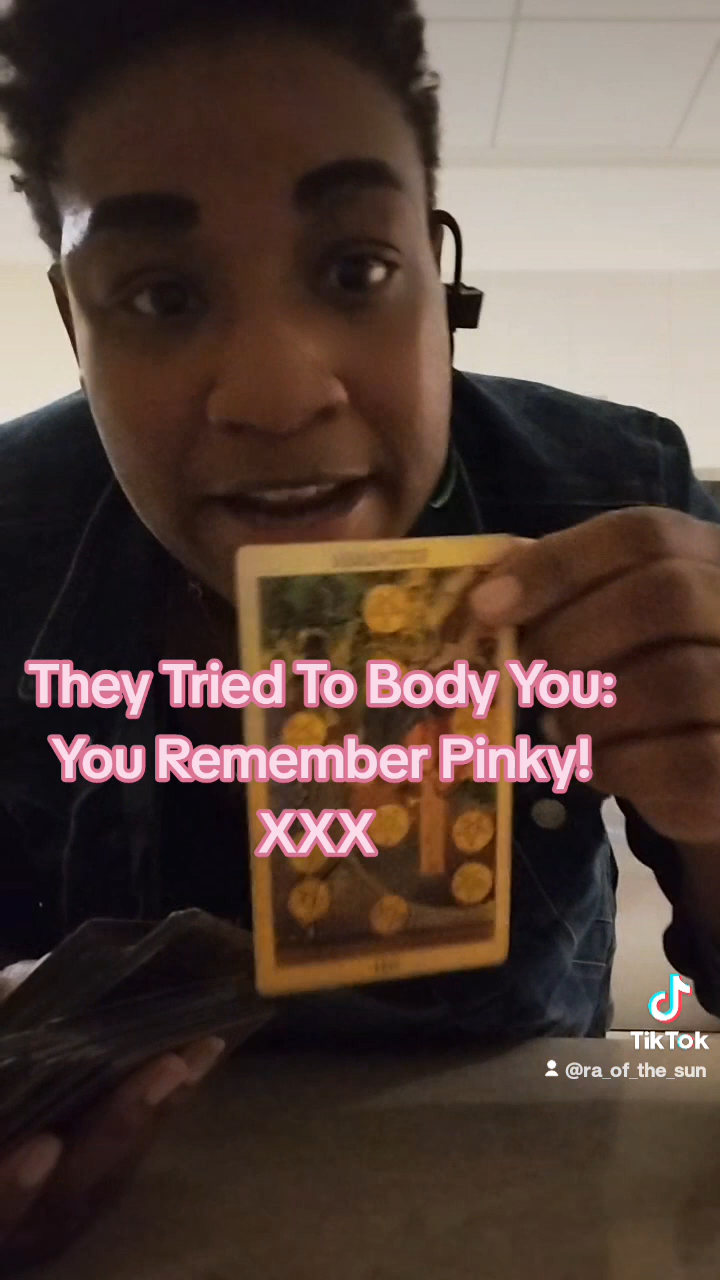 They Tried To Body You:
You Remember Pinky!
XXX
TikTok
@ra_of_the_sun